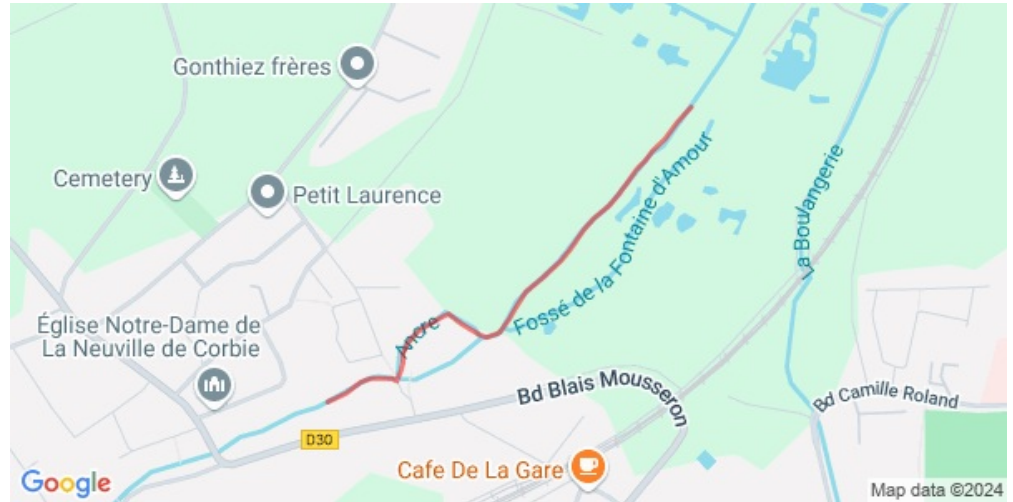 Gonthiez frères
Cemetery
Petit Laurence
Fossé de la Fontaine d'Amour
La Boulangerie
Ancre
Église Notre-Dame de
La Neuville de Corbie
Bd Blais Mousseron
Bd Camille Roland
D30
Cafe De La Gare
Google
Map data ©2024